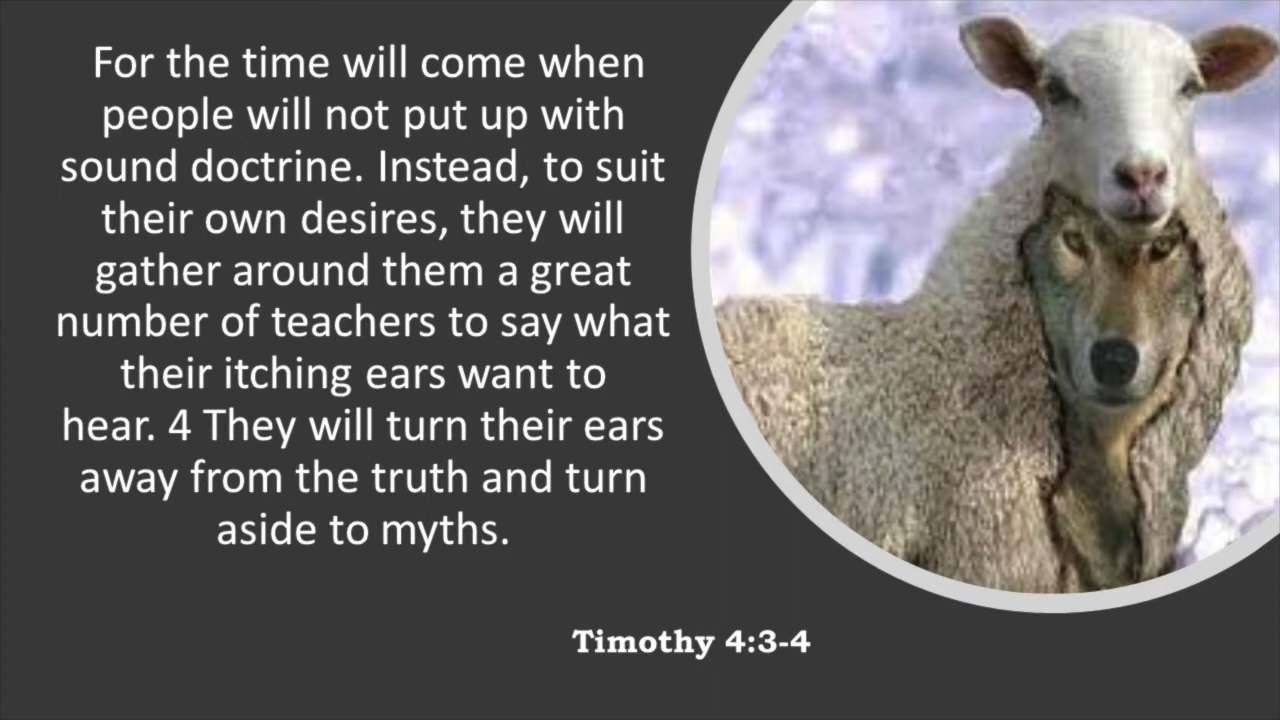 For the time will come when
people will not put up with
sound doctrine. Instead, to suit
their own desires, they will
gather around them a great
number of teachers to say what
their itching ears want to
hear. 4 They will turn their ears
away from the truth and turn
aside to myths.
Timothy 4:3-4